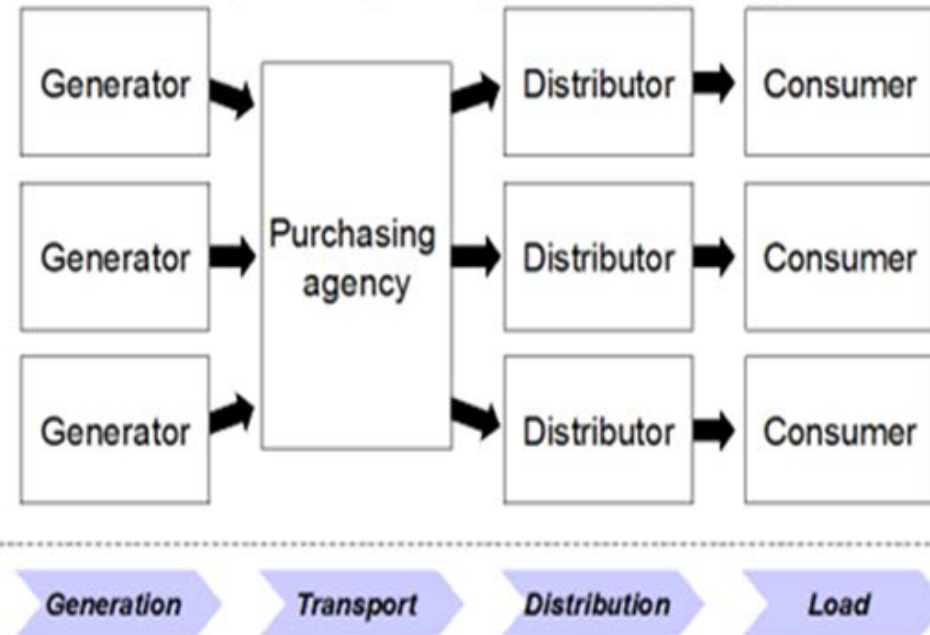 Generator
Distributor
Consumer
Purchasing
agency
Generator
Distributor
Consumer
Generator
Distributor
Consumer
Generation
Transport
Distribution
Load